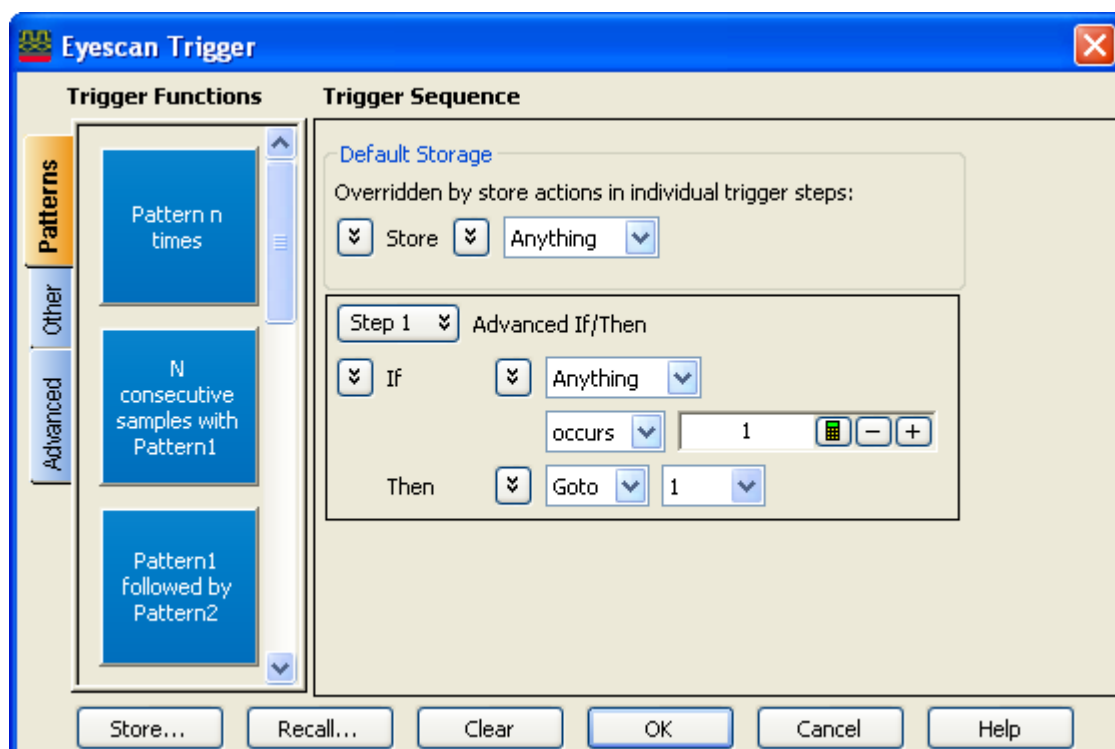 Eyescan Trigger
Trigger Functions
Trigger Sequence
Patterns
Other
Advanced
Pattern n
times
N
consecutive
samples with
Pattern1
Pattern1
followed by
Pattern2
Default Storage
Overridden by store actions in individual trigger steps:
Store Anything
Step 1 Advanced If/Then
If Anything
occurs 1
Then Goto 1
Store... Recall... Clear OK Cancel Help